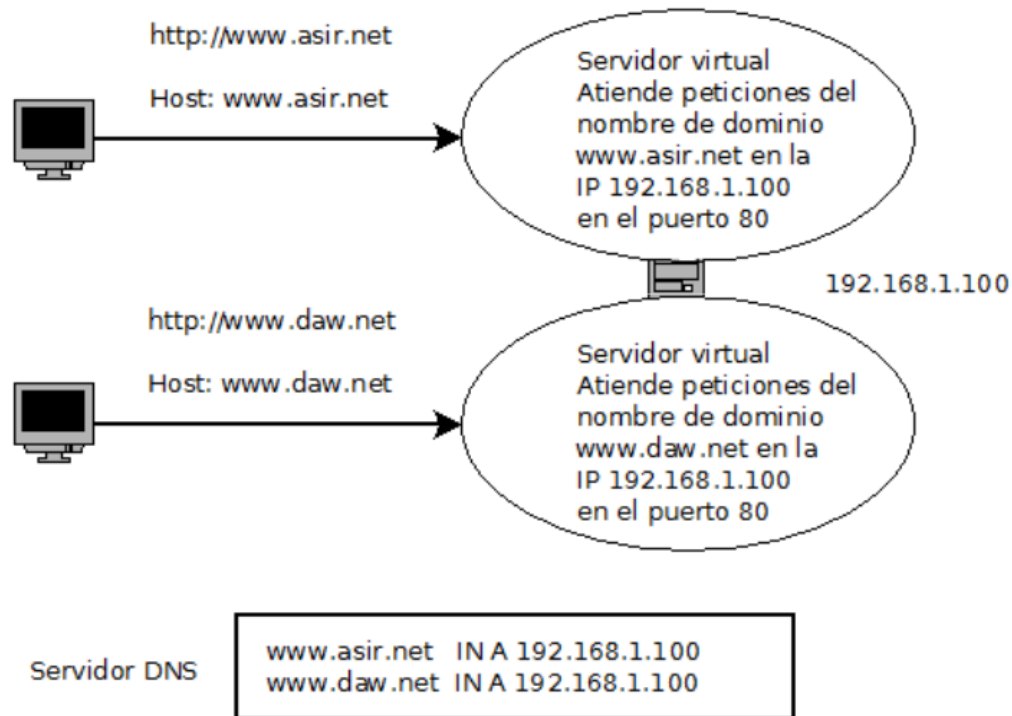 http://www.asir.net
Host: www.asir.net
Servidor virtual
Atiende peticiones del
nombre de dominio
www.asir.net en la
IP 192.168.1.100
en el puerto 80
192.168.1.100
http://www.daw.net
Host: www.daw.net
Servidor virtual
Atiende peticiones del
nombre de dominio
www.daw.net en la
IP 192.168.1.100
en el puerto 80
Servidor DNS
www.asir.net IN A 192.168.1.100
www.daw.net IN A 192.168.1.100